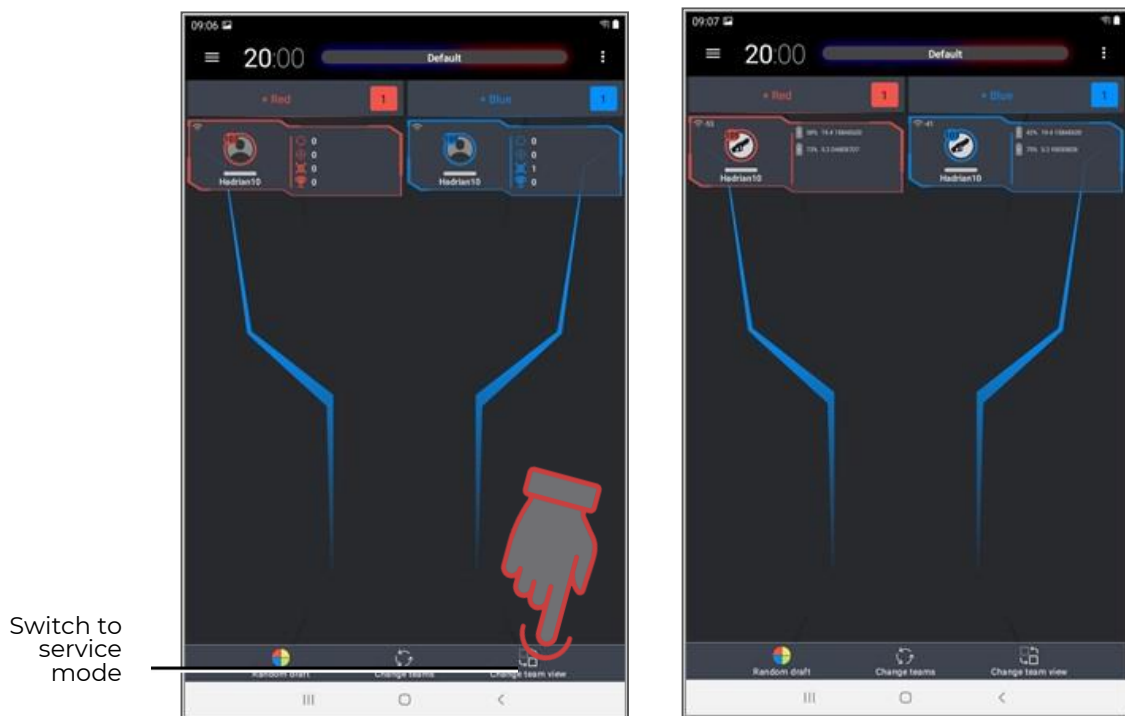 Switch to
service
mode
09:06
20:00
Default
+ Red
1
+ Blue
1
0
0
0
0
Hadrian10
0
0
1
0
Hadrian10
Random draft
Change teams
Change team view
09:07
20:00
Default
+ Red
1
+ Blue
1
-53
Hadrian10
-41
Hadrian10
Random draft
Change teams
Change team view